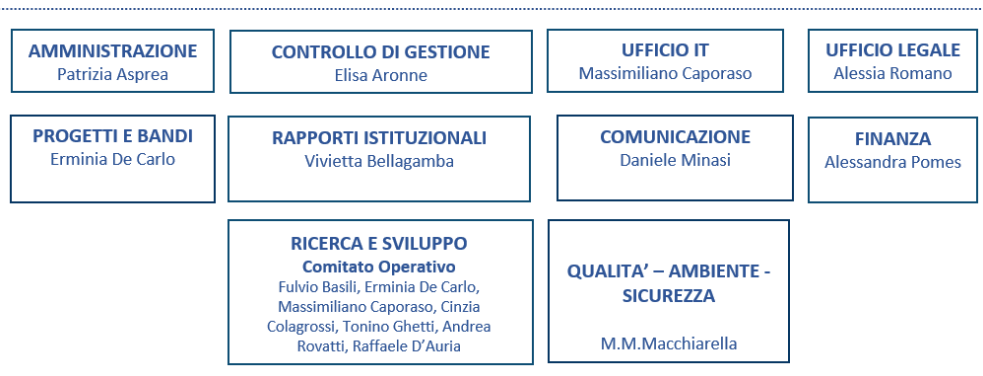 AMMINISTRAZIONE
Patrizia Asprea
CONTROLLO DI GESTIONE
Elisa Aronne
UFFICIO IT
Massimiliano Caporaso
UFFICIO LEGALE
Alessia Romano
PROGETTI E BANDI
Erminia De Carlo
RAPPORTI ISTITUZIONALI
Vivietta Bellagamba
COMUNICAZIONE
Daniele Minasi
FINANZA
Alessandra Pomes
RICERCA E SVILUPPO
Comitato Operativo
Fulvio Basili, Erminia De Carlo,
Massimiliano Caporaso, Cinzia
Colagrossi, Tonino Ghetti, Andrea
Rovatti, Raffaele D’Auria
QUALITA’ – AMBIENTE -
SICUREZZA
M.M.Macchiarella